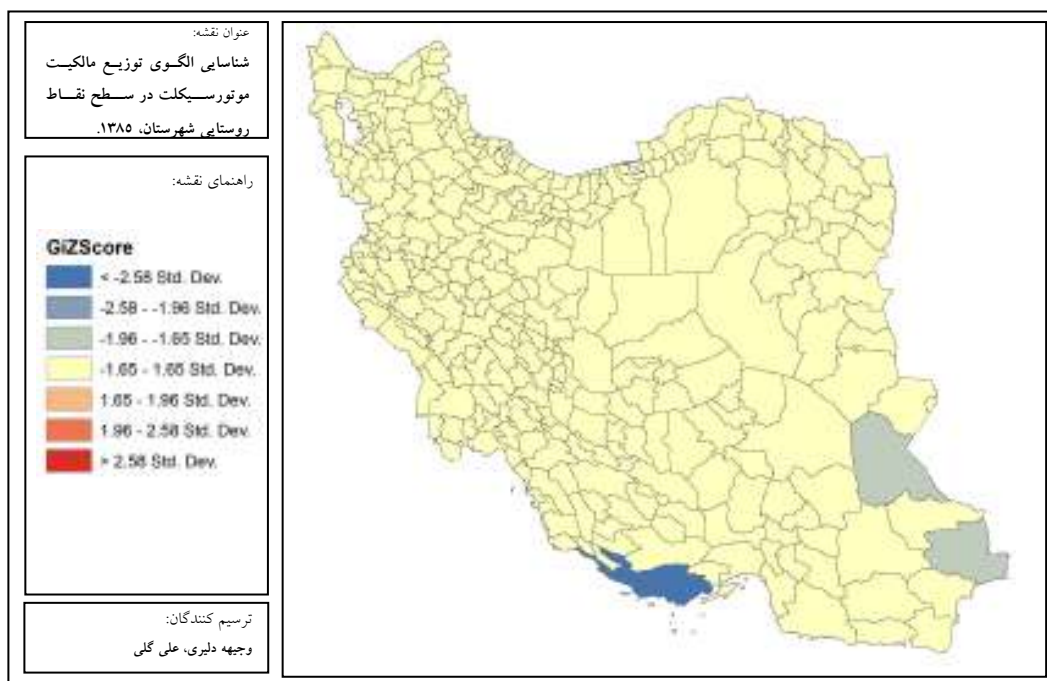 عنوان نقشه:
شناسایی الگوی توزیع مالکیت
موتورسیکلت در سطح نقاط
روستایی شهرستان، ۱۳۸۵.
راهنمای نقشه:
GiZScore
< -2.58 Std. Dev.
-2.58 - -1.96 Std. Dev.
-1.96 - -1.65 Std. Dev.
-1.65 - 1.65 Std. Dev.
1.65 - 1.96 Std. Dev.
1.96 - 2.58 Std. Dev.
> 2.58 Std. Dev.
ترسیم کنندگان:
وجیهه دلیری، علی گلی